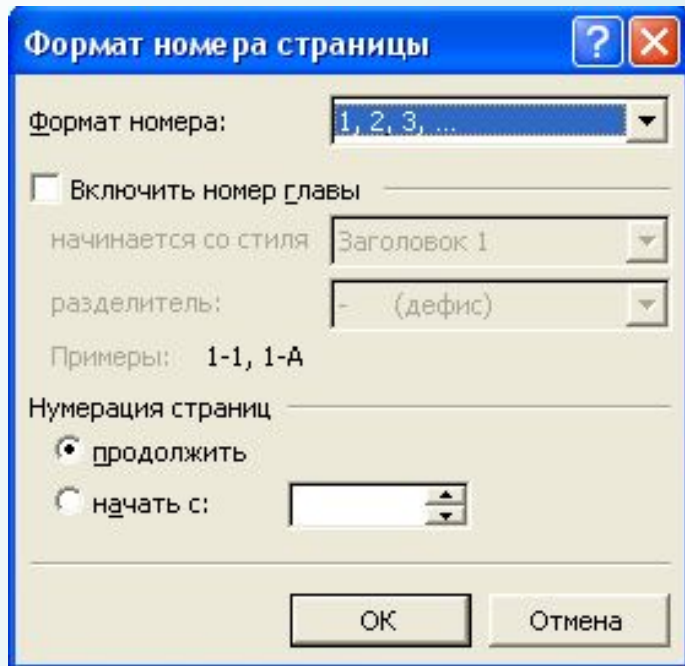 Формат номера страницы
Формат номера: 1, 2, 3, ...
Включить номер главы
начинается со стиля Заголовок 1
разделитель: - (дефис)
Примеры: 1-1, 1-A
Нумерация страниц
продолжить
начать с:
ОК Отмена